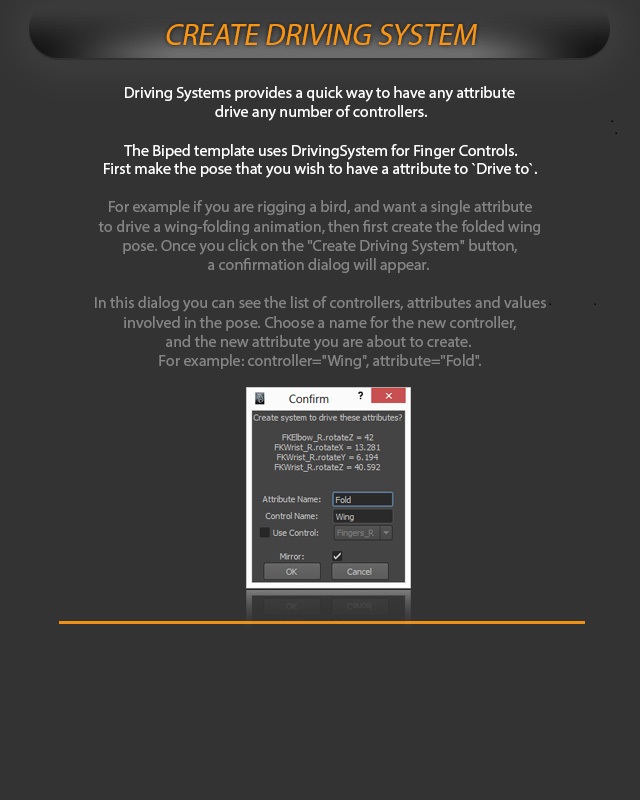 CREATE DRIVING SYSTEM
Driving Systems provides a quick way to have any attribute
drive any number of controllers.
The Biped template uses DrivingSystem for Finger Controls.
First make the pose that you wish to have a attribute to `Drive to`.
For example if you are rigging a bird, and want a single attribute
to drive a wing-folding animation, then first create the folded wing
pose. Once you click on the "Create Driving System" button,
a confirmation dialog will appear.
In this dialog you can see the list of controllers, attributes and values
involved in the pose. Choose a name for the new controller,
and the new attribute you are about to create.
For example: controller="Wing", attribute="Fold".
Confirm ?
Create system to drive these attributes?
FKElbow_R.rotateZ = 42
FKWrist_R.rotateX = 13.281
FKWrist_R.rotateY = 6.194
FKWrist_R.rotateZ = 40.592
Attribute Name: Fold
Control Name: Wing
Use Control: Fingers_R
Mirror:
OK Cancel